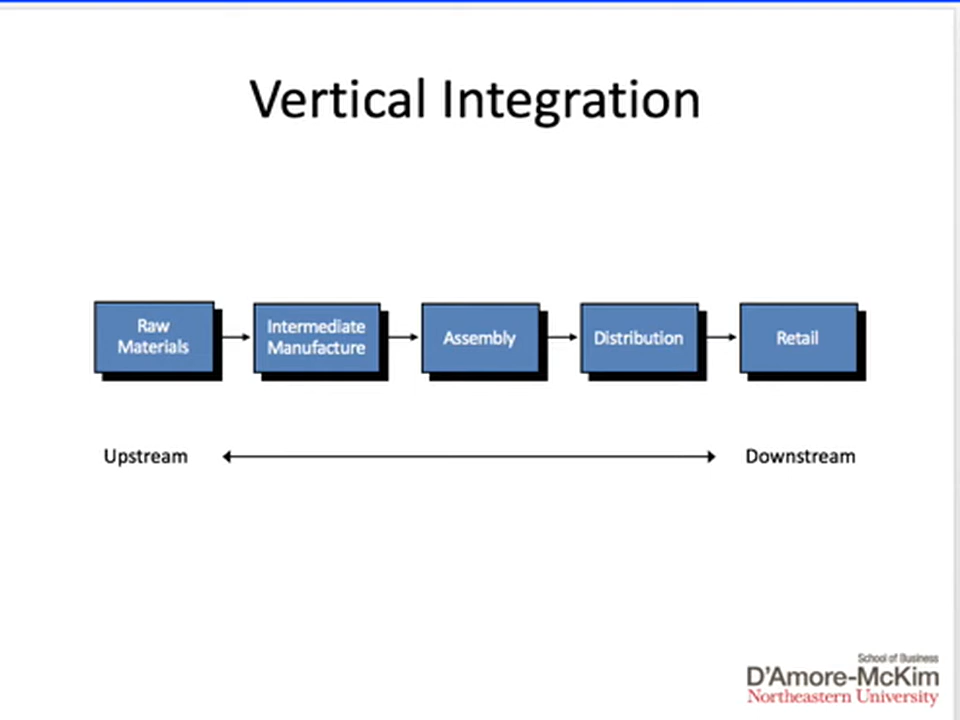 Vertical Integration
Raw
Materials
Intermediate
Manufacture
Assembly
Distribution
Retail
Upstream
Downstream
School of Business
D'Amore-McKim
Northeastern University